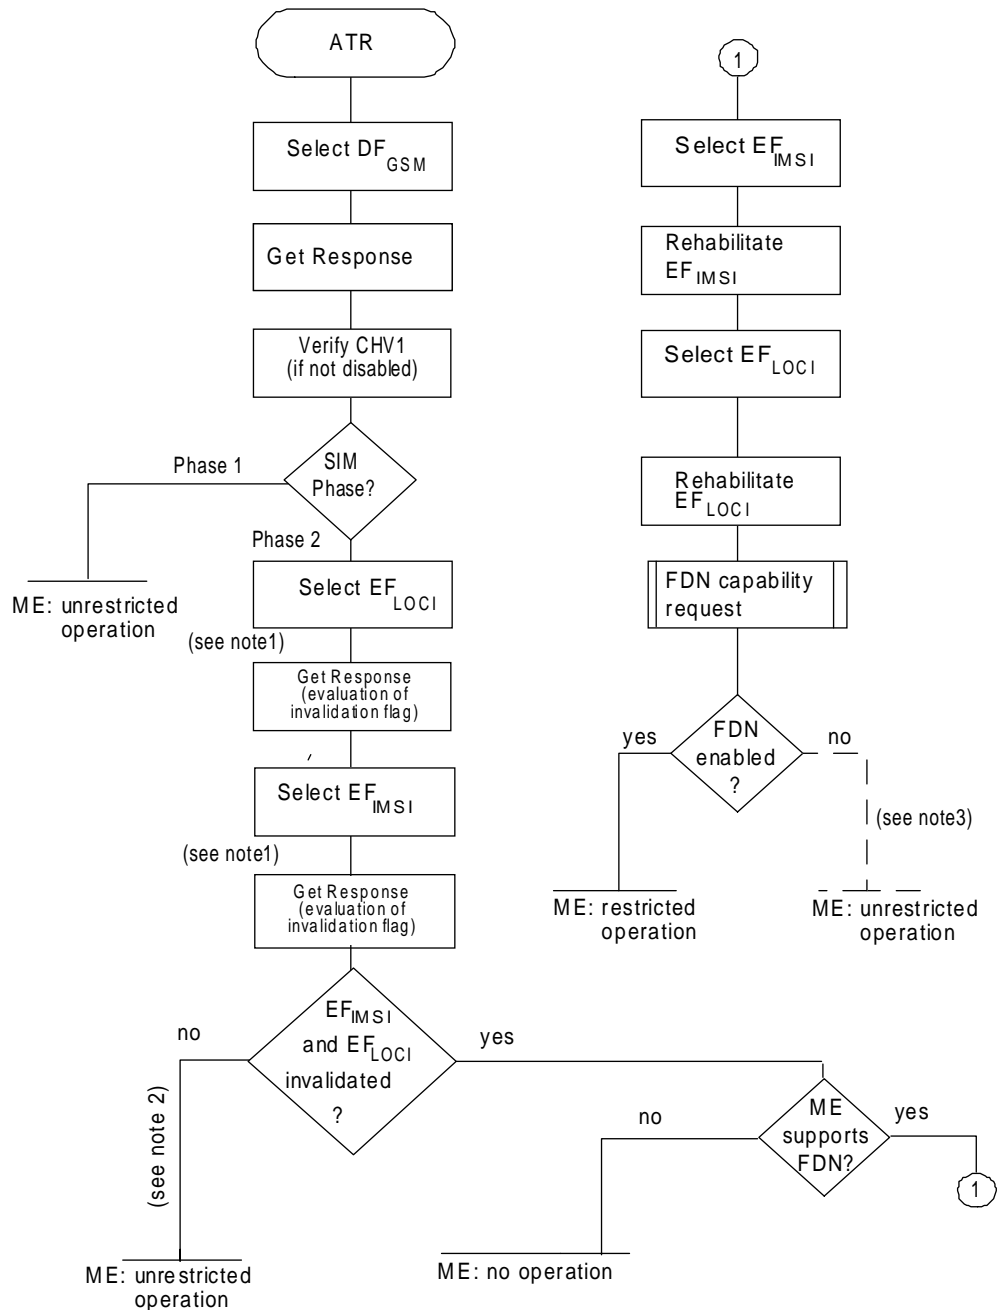 ATR
Select DF GSM
Get Response
Verify CHV1
(if not disabled)
SIM
Phase?
Phase 1
ME: unrestricted
operation
Phase 2
Select EF LOCI
(see note1)
Get Response
(evaluation of
invalidation flag)
Select EF IMSI
(see note1)
Get Response
(evaluation of
invalidation flag)
EF IMSI
and EF LOCI
invalidated
?
no
(see note 2)
ME: unrestricted
operation
yes
ME
supports
FDN?
no
ME: no operation
yes
1
1
Select EF IMSI
Rehabilitate
EF IMSI
Select EF LOCI
Rehabilitate
EF LOCI
FDN capability
request
FDN
enabled
?
yes
ME: restricted
operation
no
(see note3)
ME: unrestricted
operation